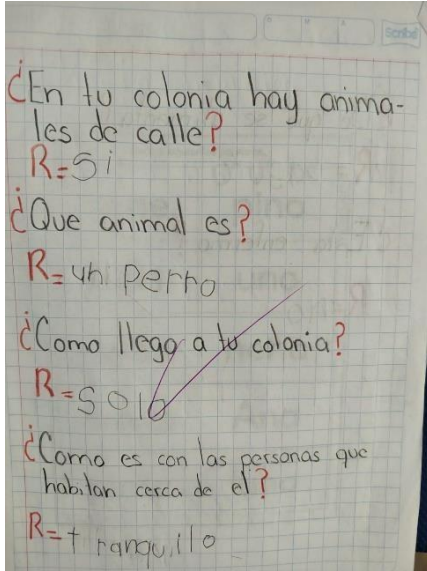 Scribe
¿En tu colonia hay anima-
les de calle?
R=Si
¿Que animal es?
R=un perro
¿Como llego a tu colonia?
R=solo
¿Como es con las personas que
habitan cerca de el?
R=tranquilo